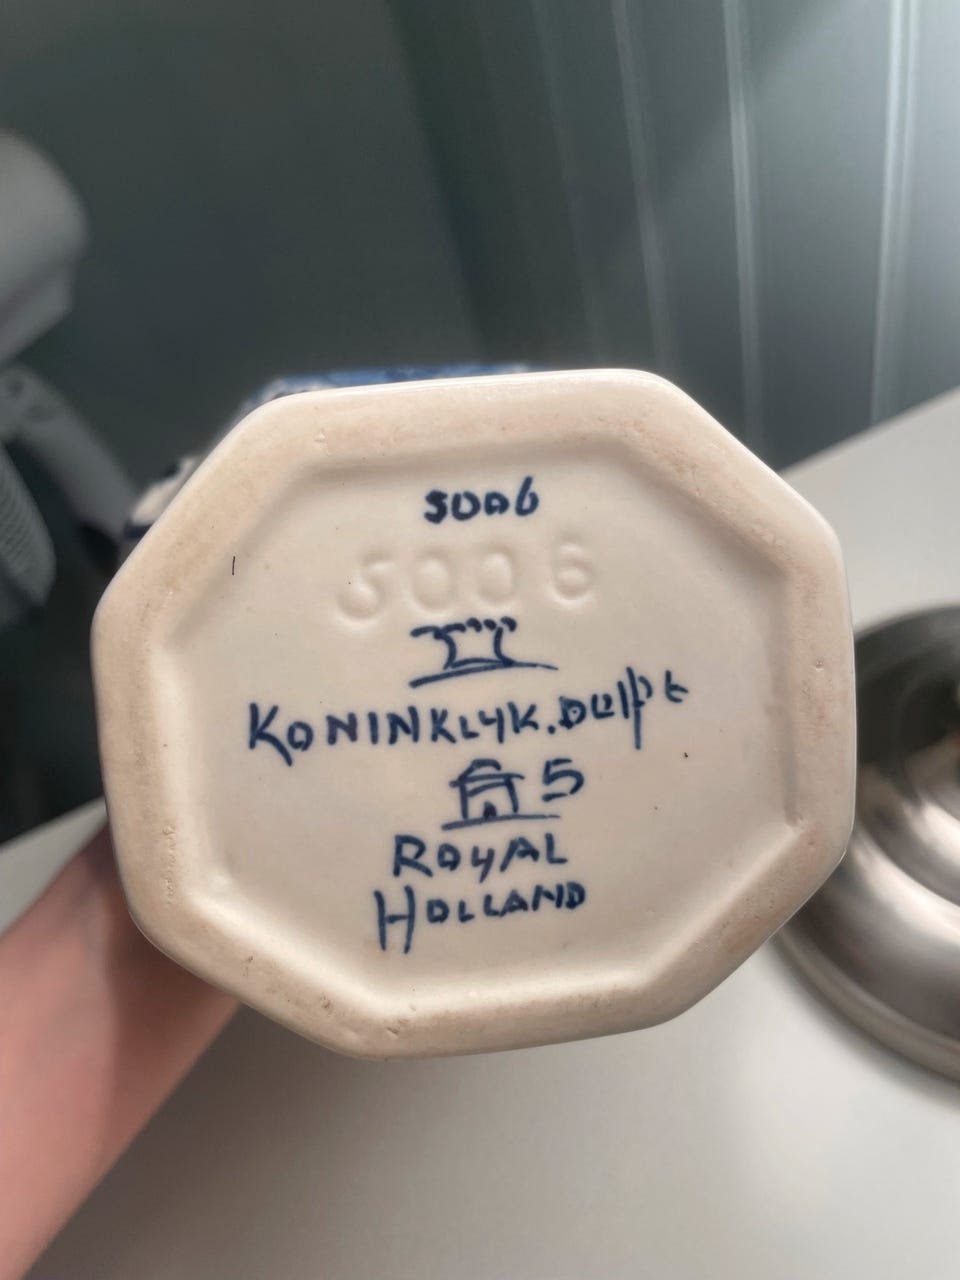 5006
5006
KONINKLYK.Delft
5
ROYAL
HOLLAND